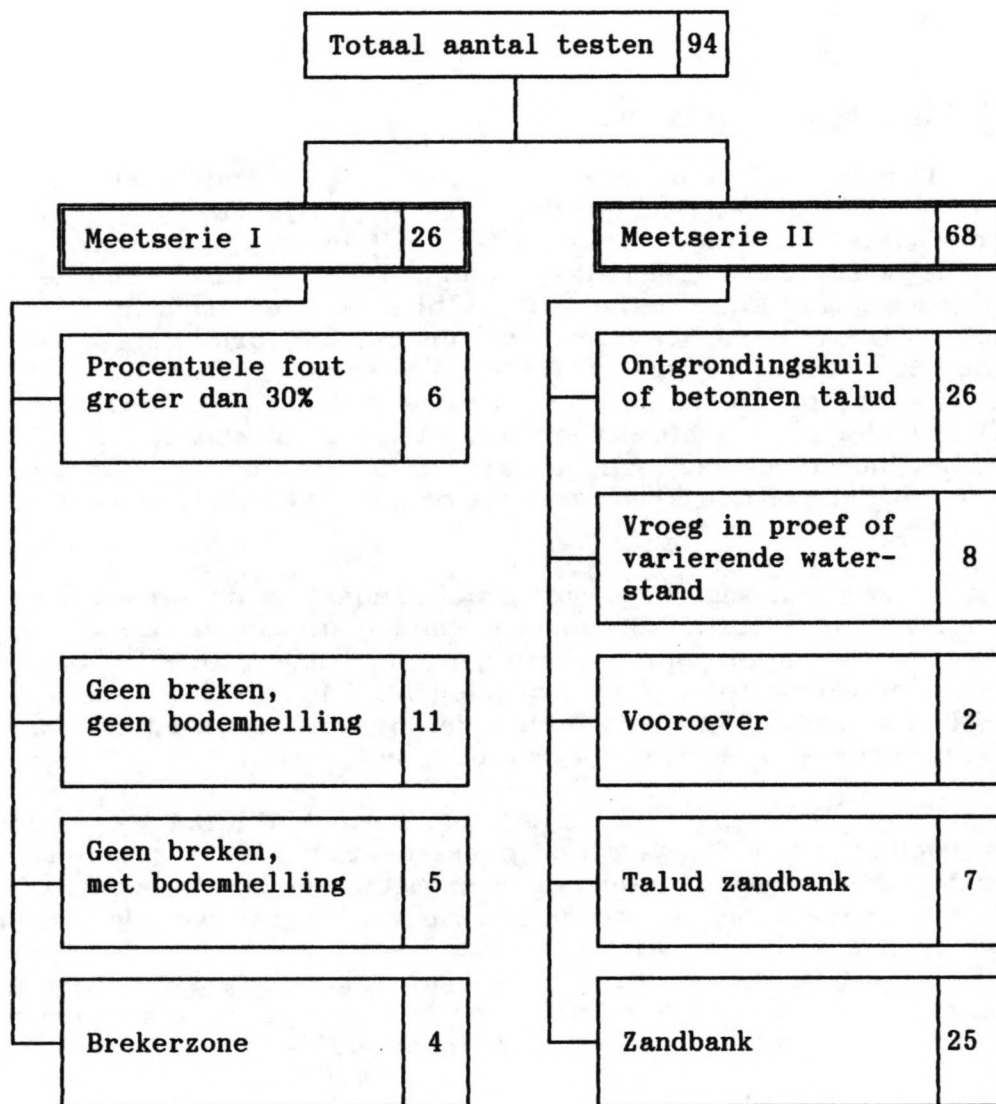 Totaal aantal testen 94
Meetserie I 26
Meetserie II 68
Procentuele fout
groter dan 30% 6
Ontgrondingskuil
of betonnen talud 26
Vroeg in proef of
varierende water-
stand 8
Geen breken,
geen bodemhelling 11
Vooroever 2
Geen breken,
met bodemhelling 5
Talud zandbank 7
Brekerzone 4
Zandbank 25